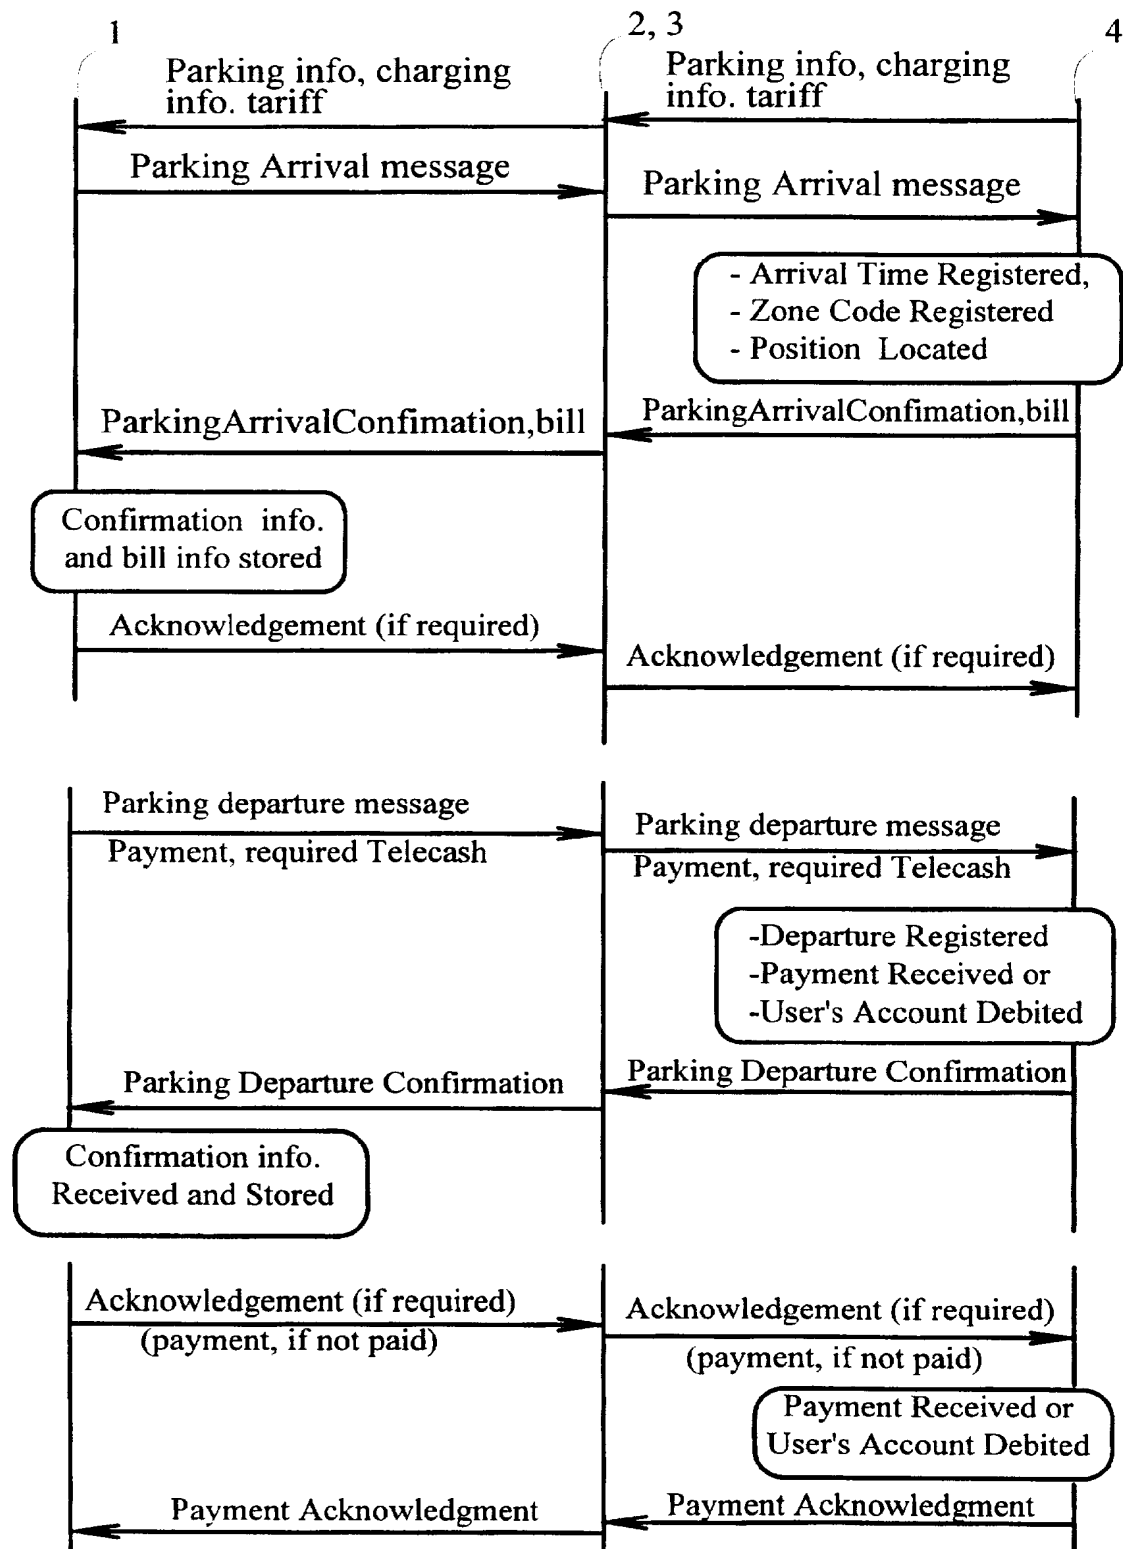 1
2, 3
4
Parking info, charging
info. tariff
Parking info, charging
info. tariff
Parking Arrival message
Parking Arrival message
- Arrival Time Registered,
- Zone Code Registered
- Position Located
ParkingArrivalConfimation,bill
ParkingArrivalConfimation,bill
Confirmation info.
and bill info stored
Acknowledgement (if required)
Acknowledgement (if required)
Parking departure message
Payment, required Telecash
Parking departure message
Payment, required Telecash
-Departure Registered
-Payment Received or
-User's Account Debited
Parking Departure Confirmation
Parking Departure Confirmation
Confirmation info.
Received and Stored
Acknowledgement (if required)
(payment, if not paid)
Acknowledgement (if required)
(payment, if not paid)
Payment Received or
User's Account Debited
Payment Acknowledgment
Payment Acknowledgment